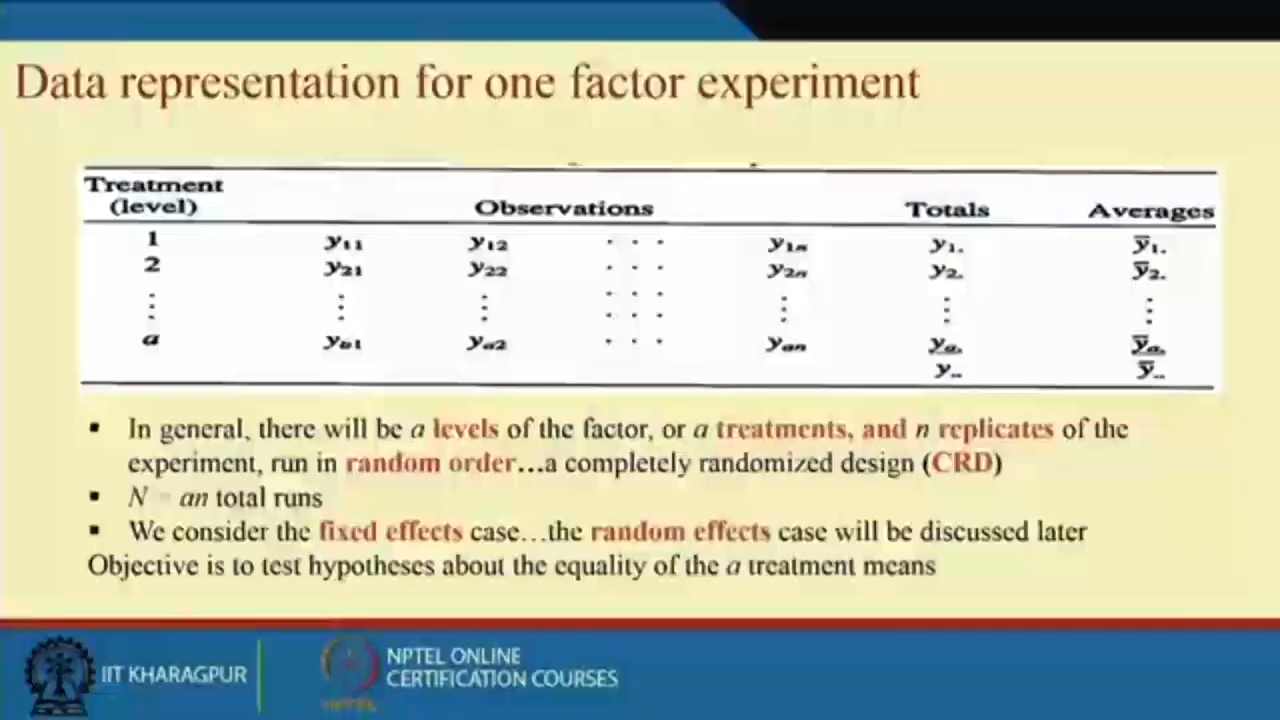 Data representation for one factor experiment
Treatment
(level) Observations Totals Averages
1 y₁₁ y₁₂ · · · y₁ₙ y₁. ȳ₁.
2 y₂₁ y₂₂ · · · y₂ₙ y₂. ȳ₂.
⋮ ⋮ ⋮ · · · ⋮ ⋮ ⋮
a yₐ₁ yₐ₂ · · · yₐₙ yₐ. ȳₐ.
y.. ȳ..
▪ In general, there will be a levels of the factor, or a treatments, and n replicates of the
experiment, run in random order…a completely randomized design (CRD)
▪ N = an total runs
▪ We consider the fixed effects case…the random effects case will be discussed later
Objective is to test hypotheses about the equality of the a treatment means
IIT KHARAGPUR
NPTEL ONLINE
CERTIFICATION COURSES
NPTEL